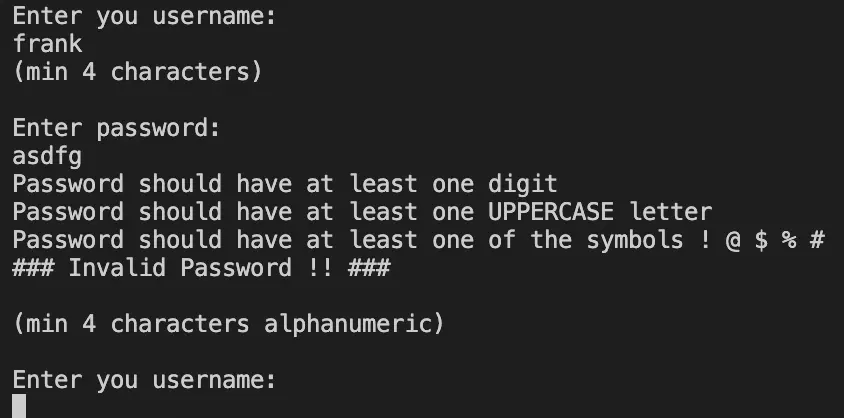 Enter you username:
frank
(min 4 characters)
Enter password:
asdfg
Password should have at least one digit
Password should have at least one UPPERCASE letter
Password should have at least one of the symbols ! @ $ % #
### Invalid Password !! ###
(min 4 characters alphanumeric)
Enter you username: